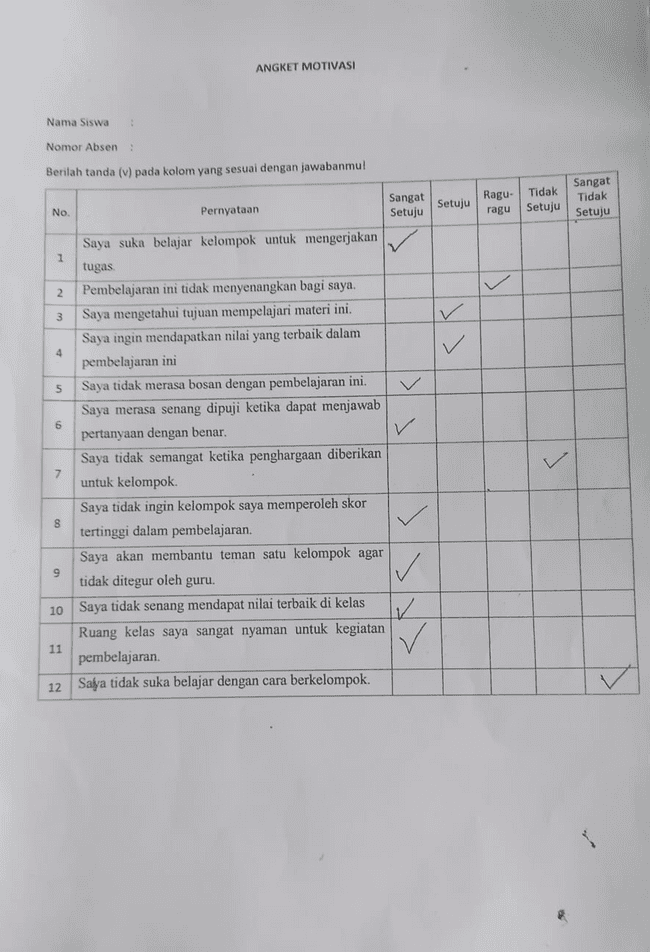 ANGKET MOTIVASI
Nama Siswa :
Nomor Absen :
Berilah tanda (v) pada kolom yang sesuai dengan jawabanmu!
No. Pernyataan Sangat Setuju Setuju Ragu-ragu Tidak Setuju Sangat Tidak Setuju
1 Saya suka belajar kelompok untuk mengerjakan ✓
tugas.
2 Pembelajaran ini tidak menyenangkan bagi saya. ✓
3 Saya mengetahui tujuan mempelajari materi ini. ✓
4 Saya ingin mendapatkan nilai yang terbaik dalam ✓
pembelajaran ini
5 Saya tidak merasa bosan dengan pembelajaran ini. ✓
6 Saya merasa senang dipuji ketika dapat menjawab ✓
pertanyaan dengan benar.
7 Saya tidak semangat ketika penghargaan diberikan ✓
untuk kelompok.
8 Saya tidak ingin kelompok saya memperoleh skor ✓
tertinggi dalam pembelajaran.
9 Saya akan membantu teman satu kelompok agar ✓
tidak ditegur oleh guru.
10 Saya tidak senang mendapat nilai terbaik di kelas ✓
11 Ruang kelas saya sangat nyaman untuk kegiatan ✓
pembelajaran.
12 Saya tidak suka belajar dengan cara berkelompok. ✓